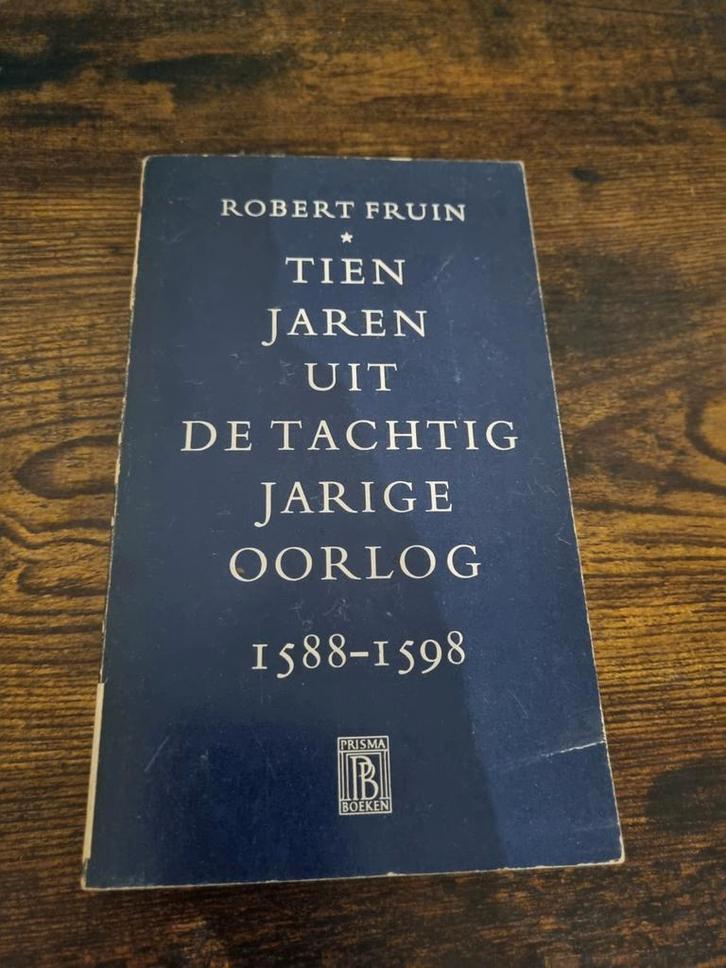 ROBERT FRUIN
TIEN
JAREN
UIT
DE TACHTIG
JARIGE
OORLOG
1588-1598
PRISMA
PB
BOEKEN